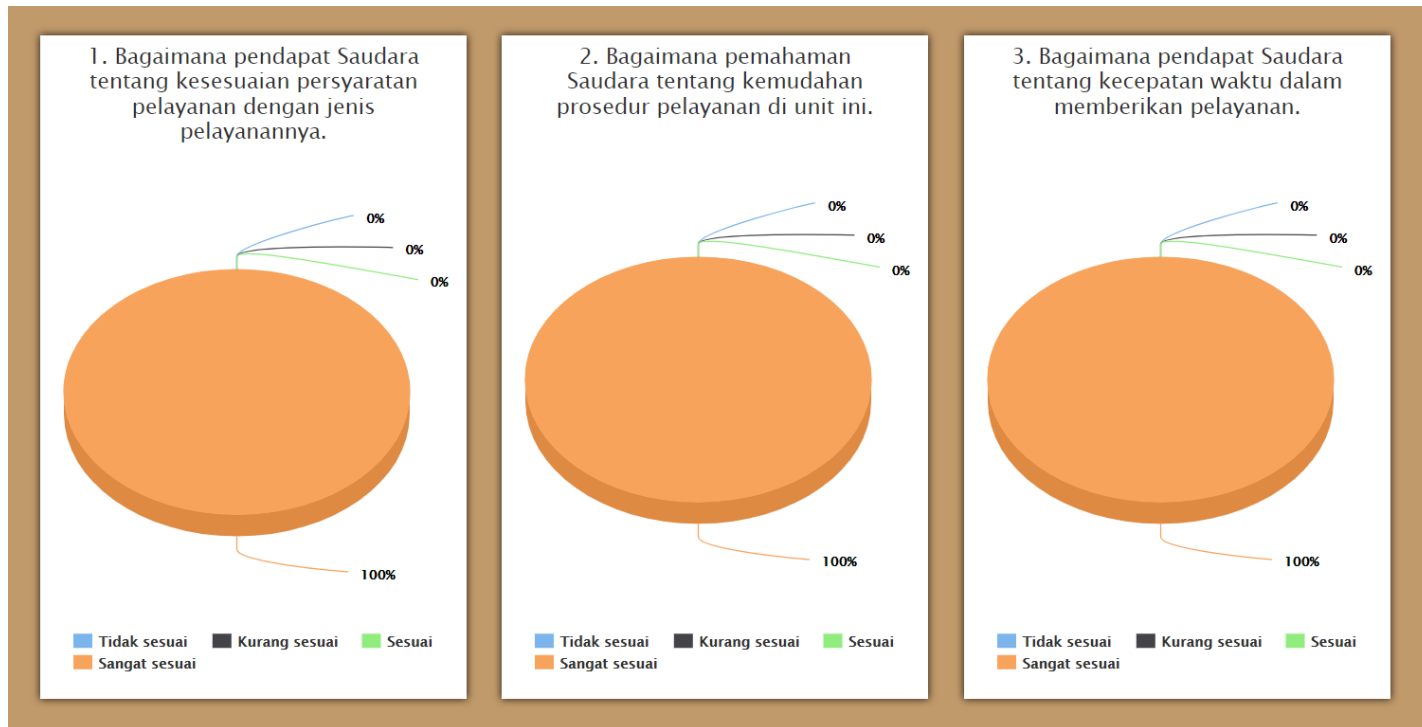 1. Bagaimana pendapat Saudara
tentang kesesuaian persyaratan
pelayanan dengan jenis
pelayanannya.
0%
0%
0%
100%
Tidak sesuai Kurang sesuai Sesuai
Sangat sesuai
2. Bagaimana pemahaman
Saudara tentang kemudahan
prosedur pelayanan di unit ini.
0%
0%
0%
100%
Tidak sesuai Kurang sesuai Sesuai
Sangat sesuai
3. Bagaimana pendapat Saudara
tentang kecepatan waktu dalam
memberikan pelayanan.
0%
0%
0%
100%
Tidak sesuai Kurang sesuai Sesuai
Sangat sesuai